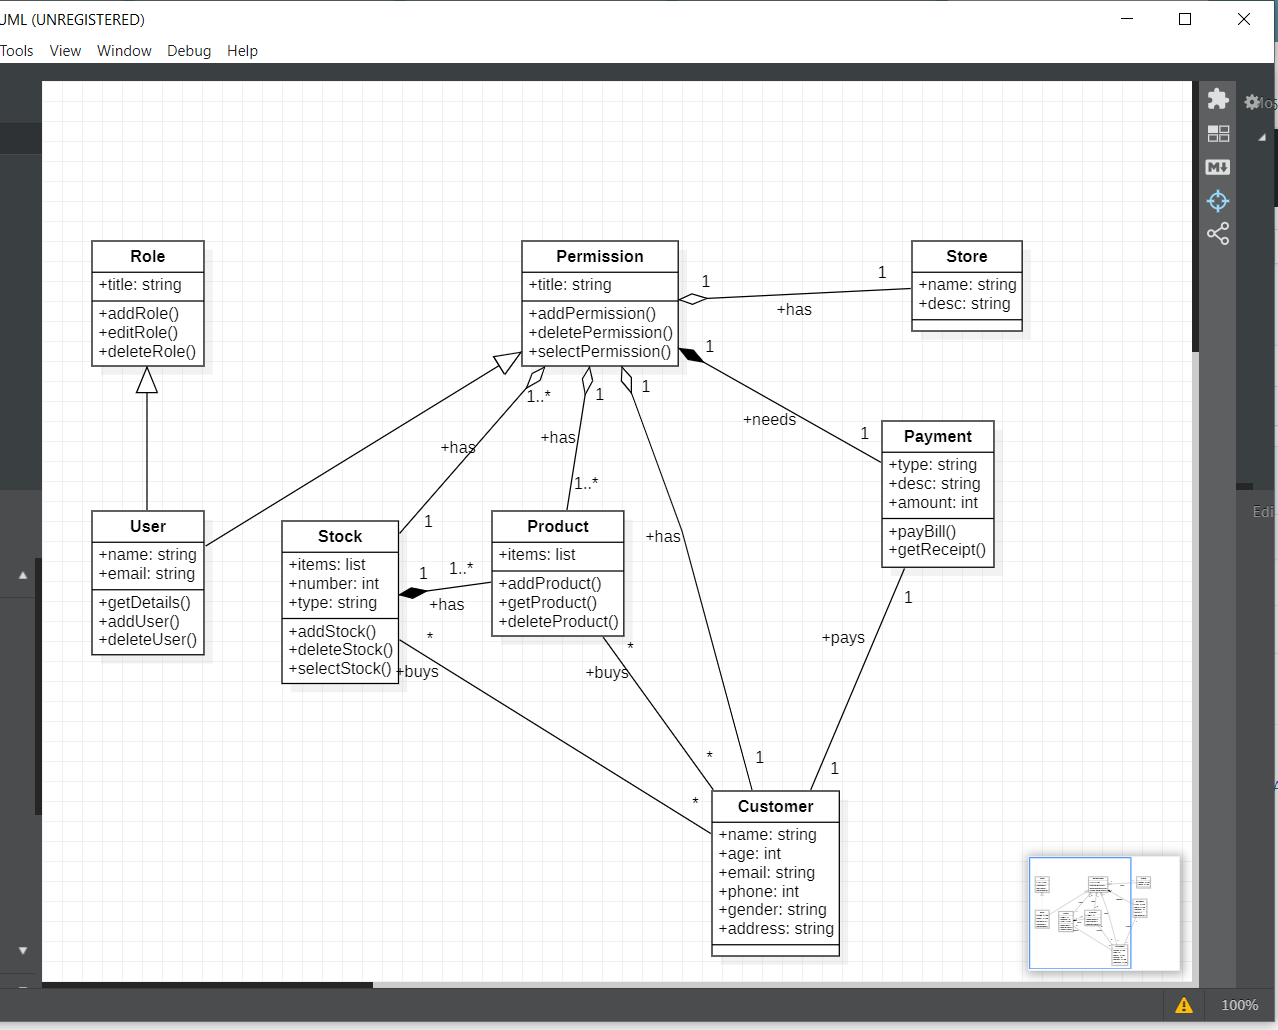 UML (UNREGISTERED)
Tools View Window Debug Help
Role
+title: string
+addRole()
+editRole()
+deleteRole()
Permission
+title: string
+addPermission()
+deletePermission()
+selectPermission()
Store
+name: string
+desc: string
1
1
+has
1
+needs
1
1..*
1
1
+has
+has
1..*
1
+has
Payment
+type: string
+desc: string
+amount: int
+payBill()
+getReceipt()
User
+name: string
+email: string
+getDetails()
+addUser()
+deleteUser()
Stock
+items: list
+number: int
+type: string
+addStock()
+deleteStock()
+selectStock()
1
1..*
+has
Product
+items: list
+addProduct()
+getProduct()
+deleteProduct()
*
+buys
*
+buys
1
+pays
*
*
1
1
Customer
+name: string
+age: int
+email: string
+phone: int
+gender: string
+address: string
Edi
100%